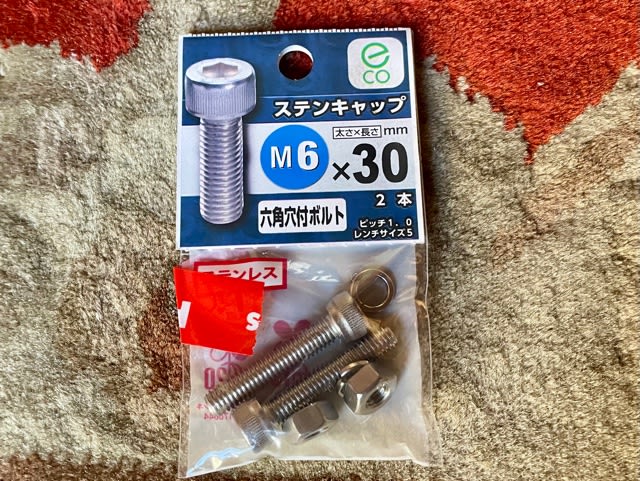 eco
ステンキャップ
太さ×長さ mm
M6×30
2本
六角穴付ボルト
ピッチ1.0
レンチサイズ5
ステンレス
s